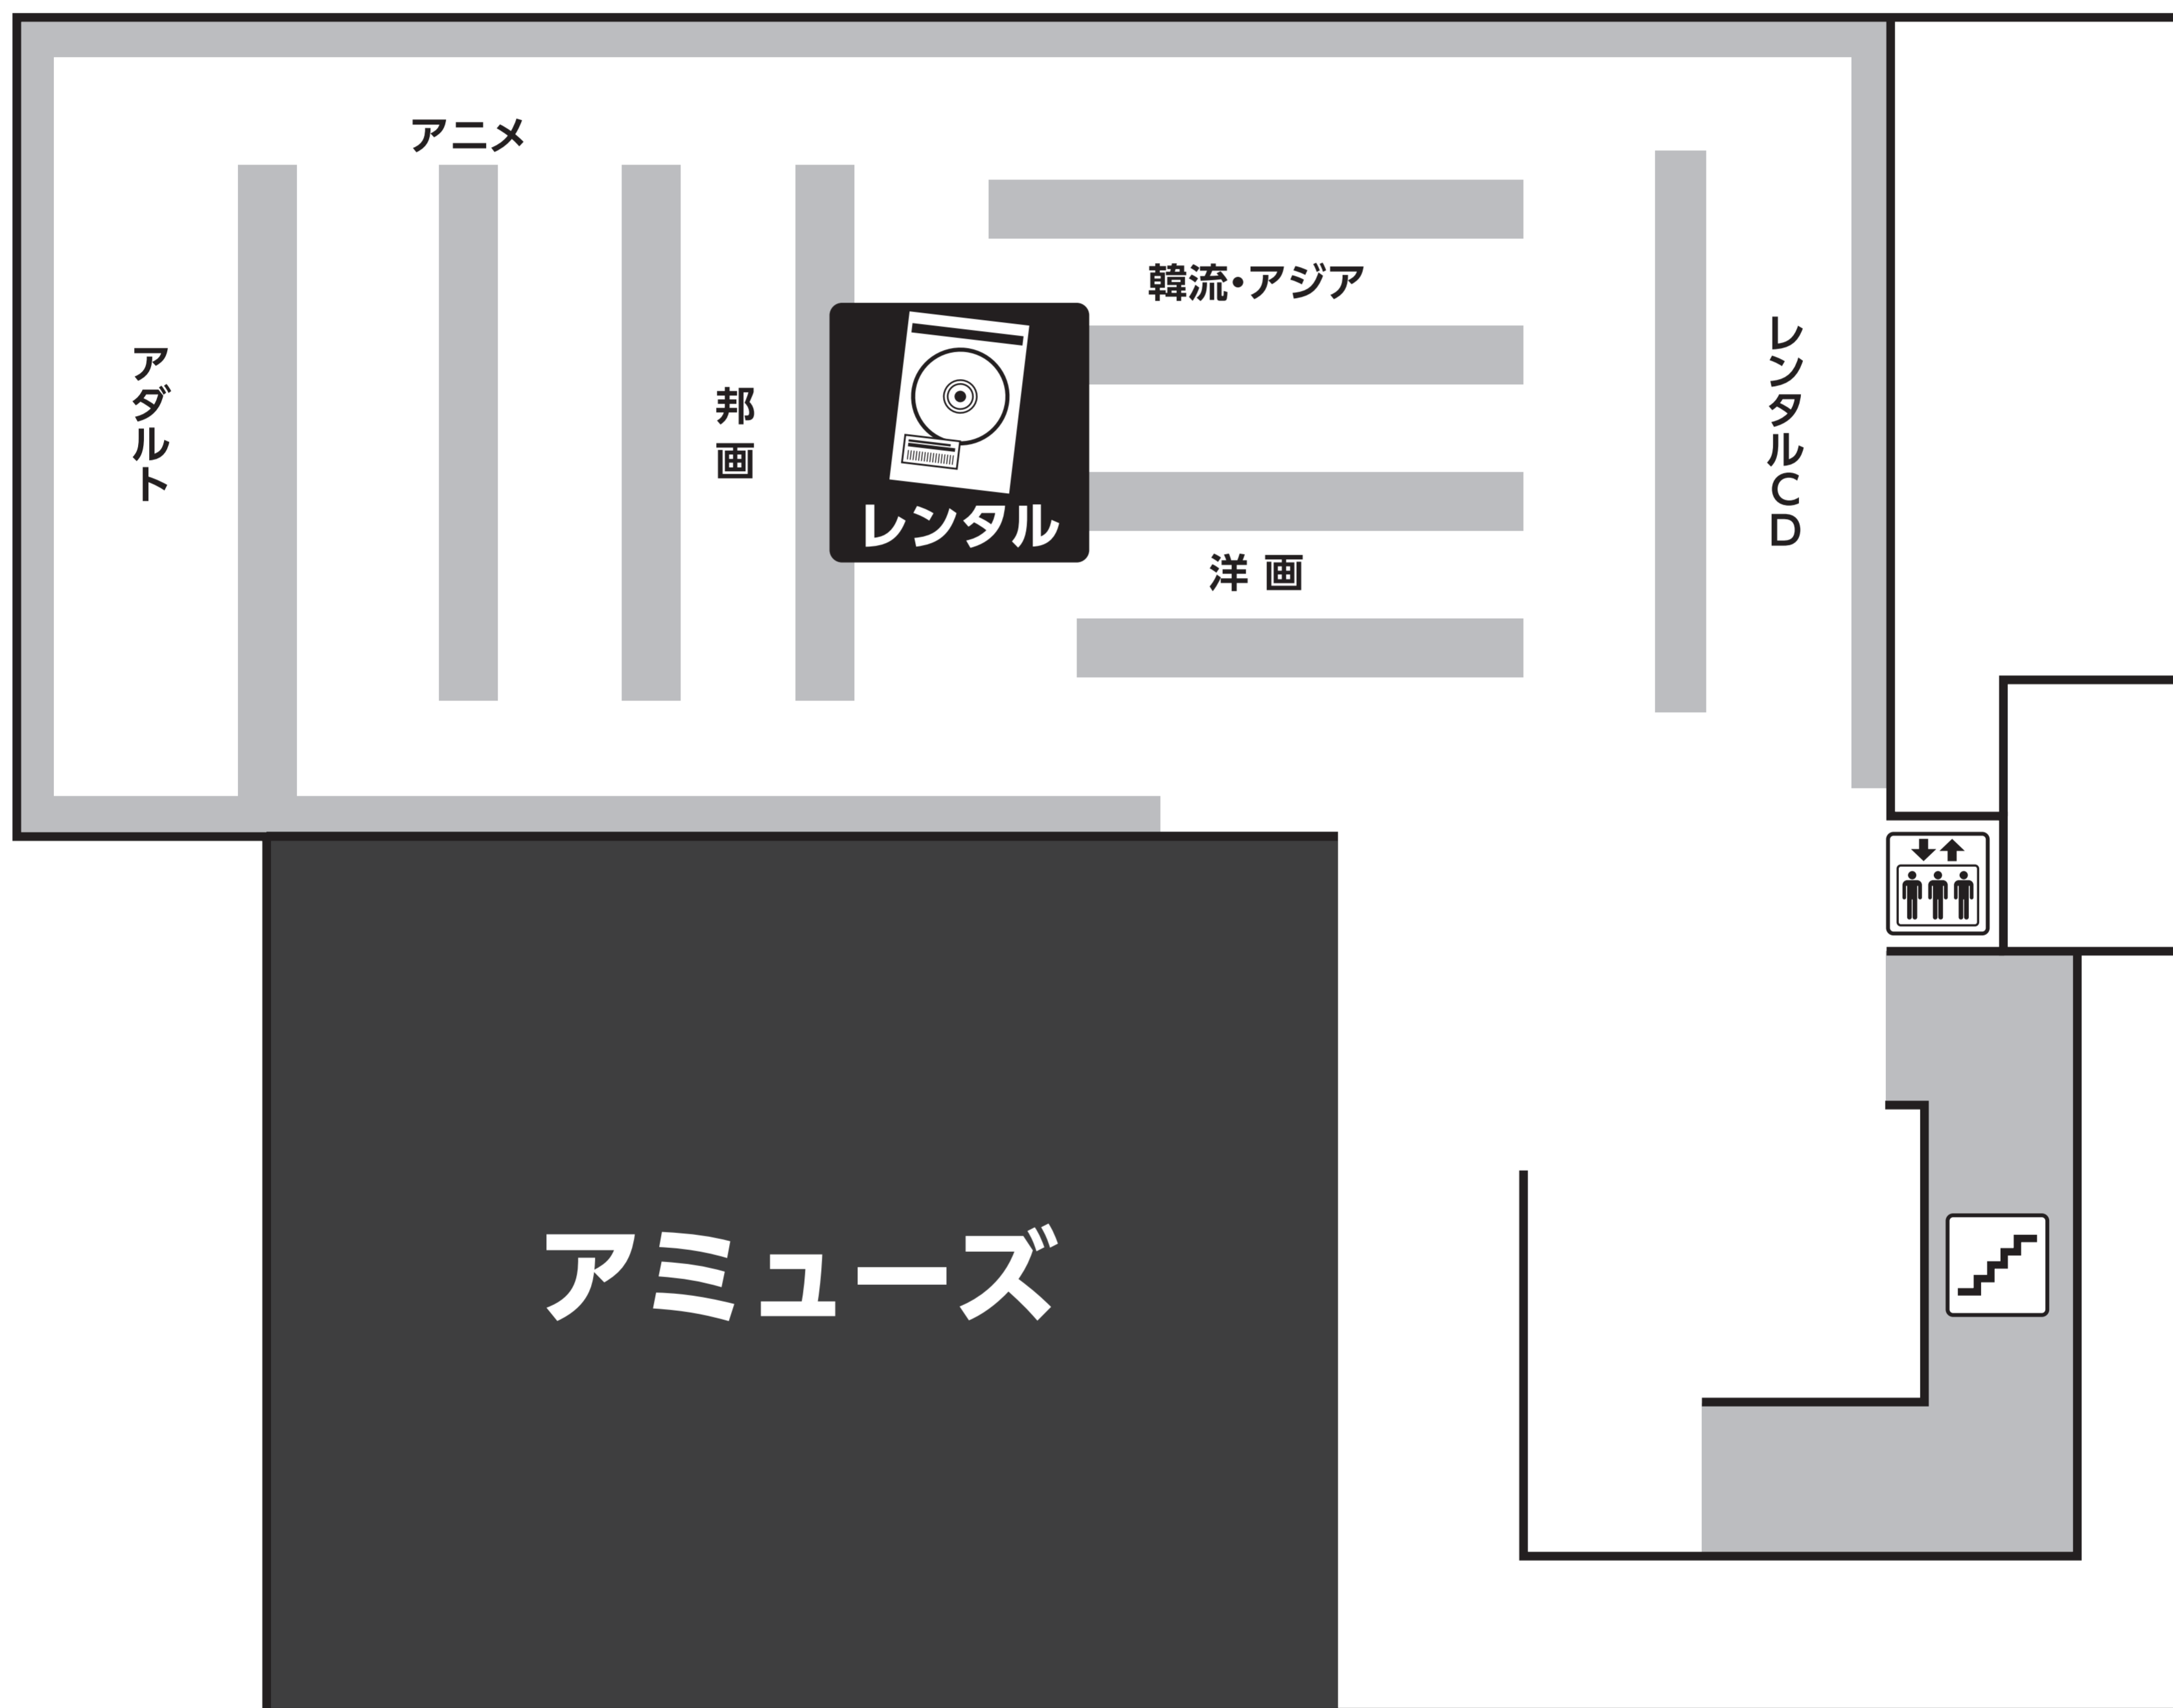 アニメ
韓流・アジア
アダルト
邦画
レンタル
レンタルCD
洋画
アミューズ